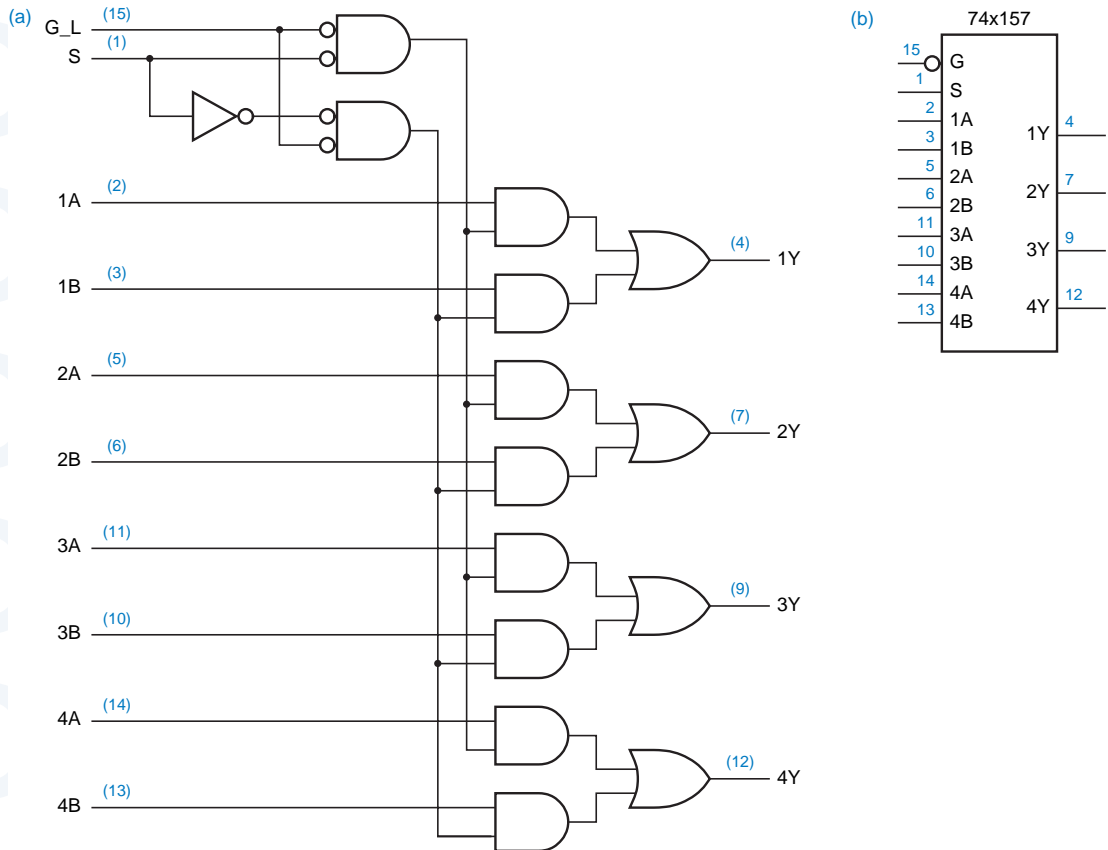 (a)
G_L (15)
S (1)
1A (2)
(4) 1Y
1B (3)
2A (5)
(7) 2Y
2B (6)
3A (11)
(9) 3Y
3B (10)
4A (14)
(12) 4Y
4B (13)
(b)
74x157
15 G
1 S
2 1A
1Y 4
3 1B
5 2A
2Y 7
6 2B
11 3A
3Y 9
10 3B
14 4A
4Y 12
13 4B